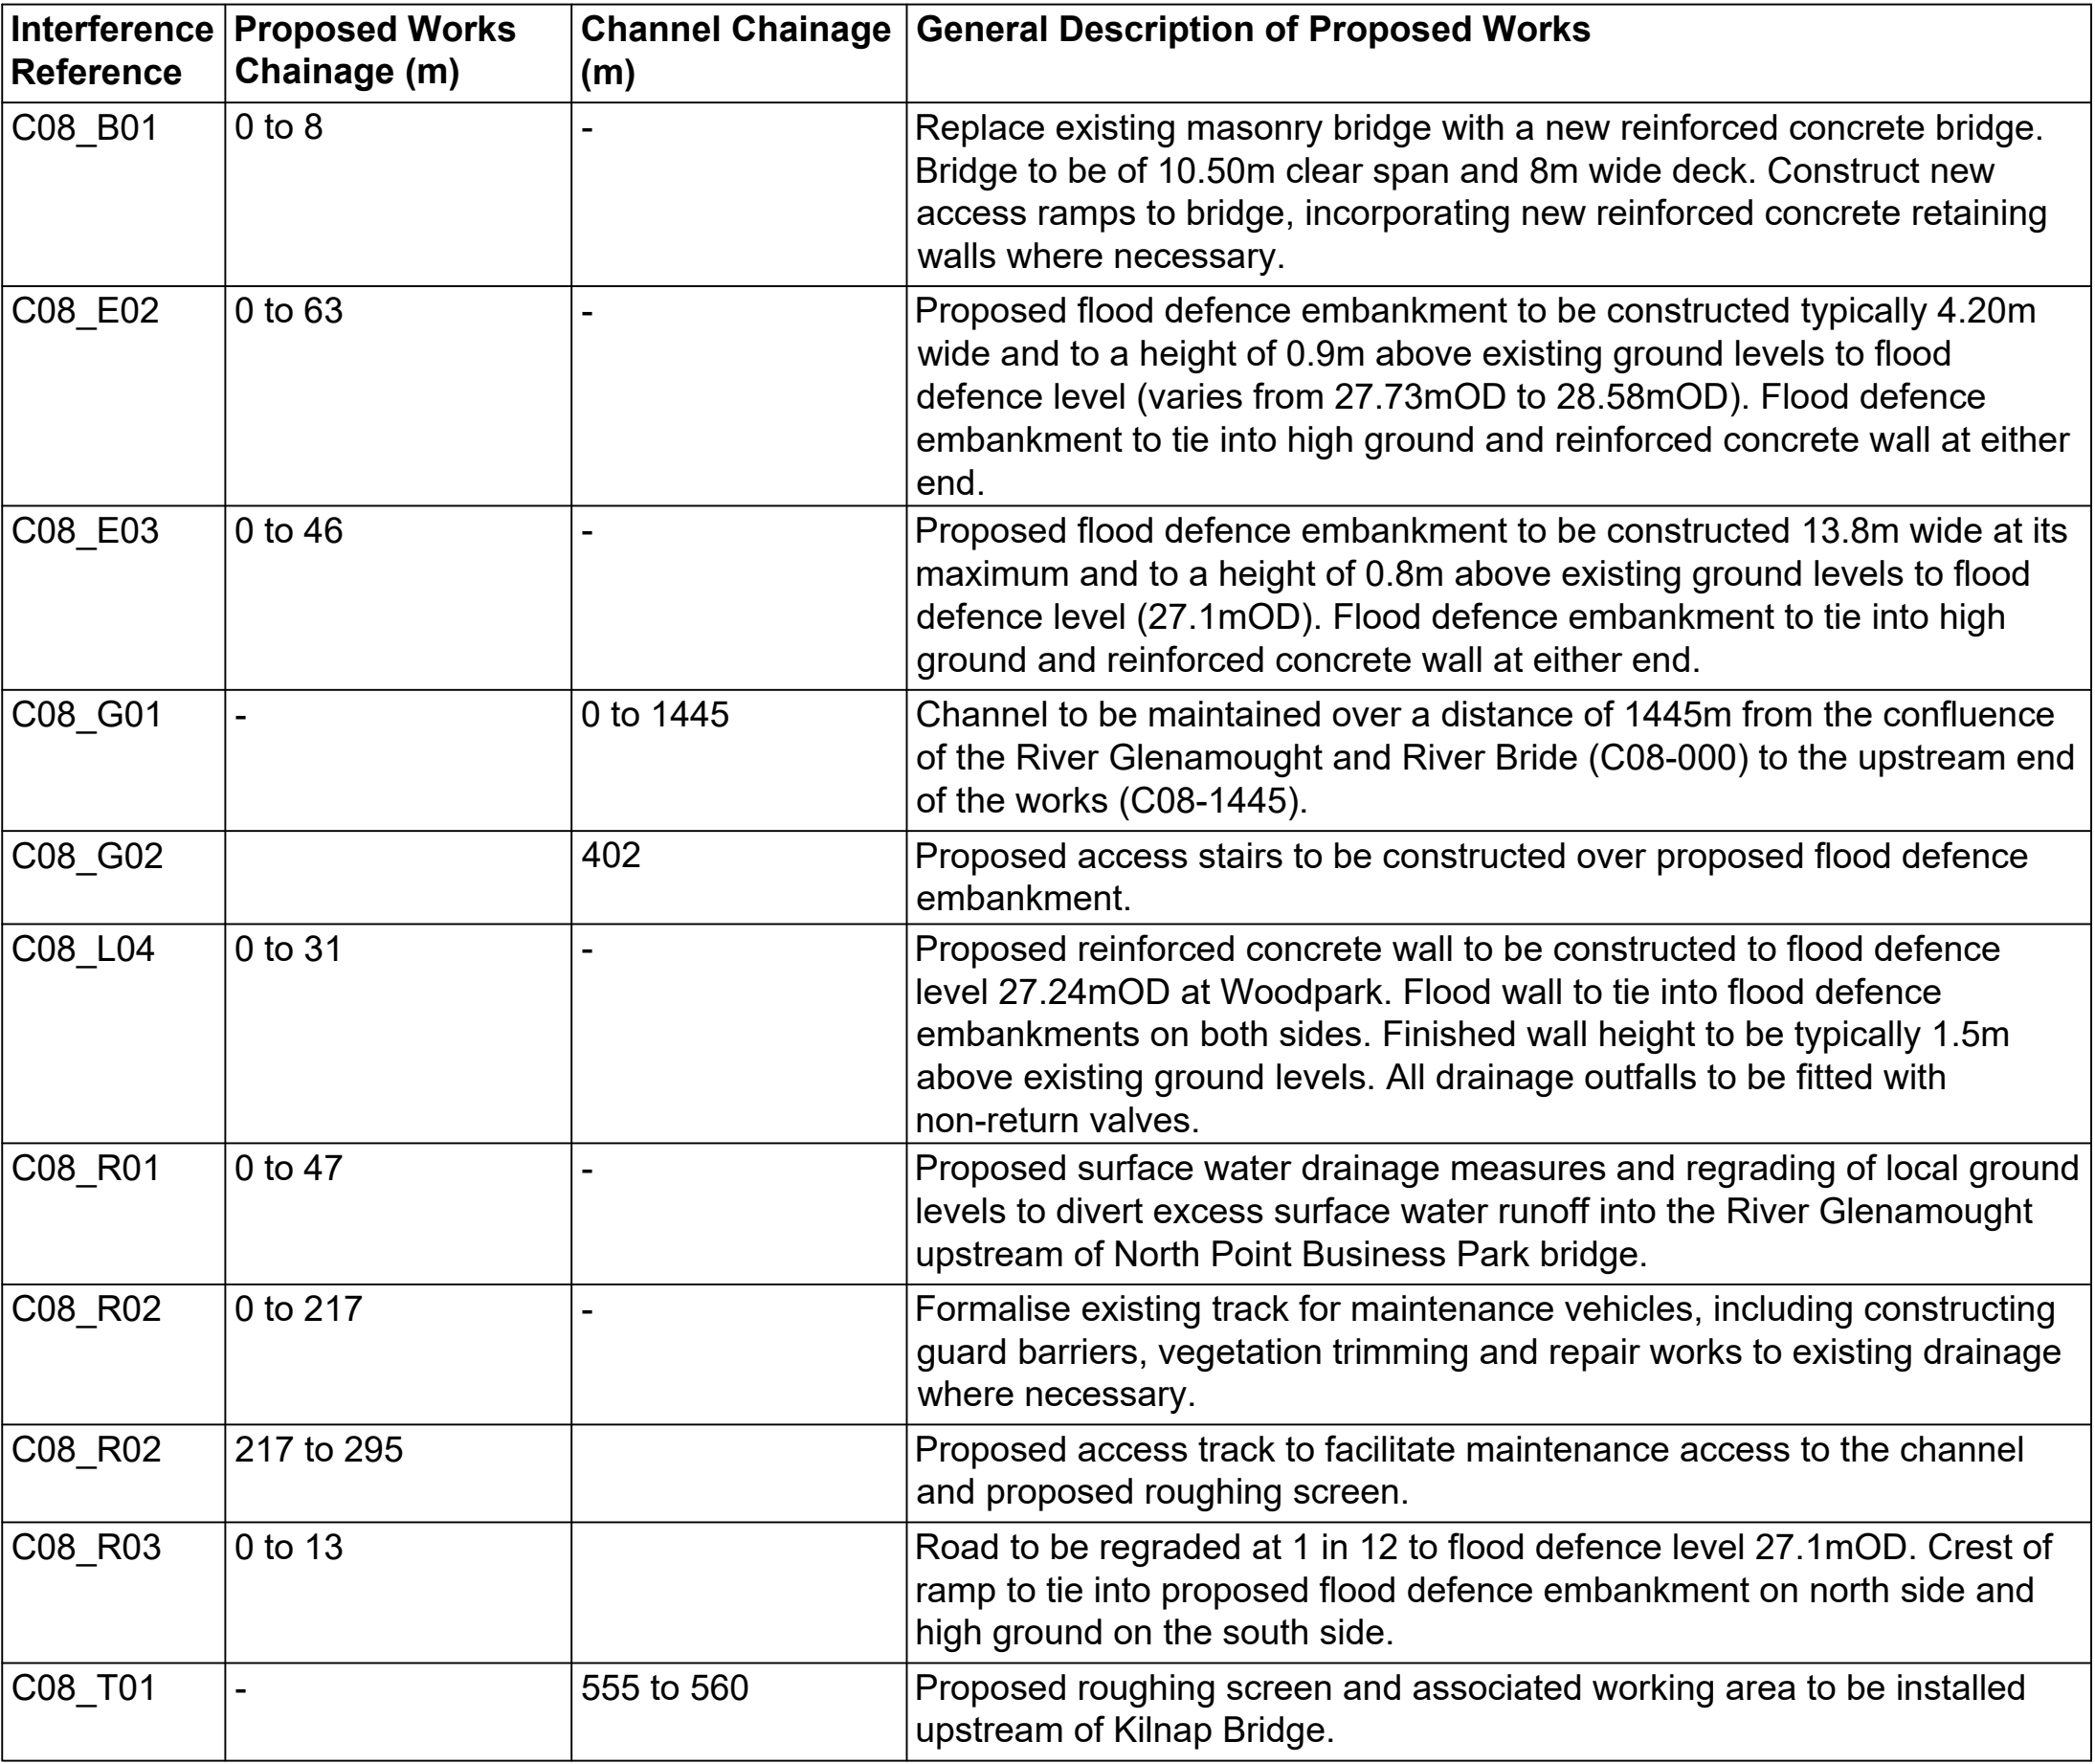 Interference Reference | Proposed Works Chainage (m) | Channel Chainage (m) | General Description of Proposed Works
C08_B01 | 0 to 8 | - | Replace existing masonry bridge with a new reinforced concrete bridge.
Bridge to be of 10.50m clear span and 8m wide deck. Construct new
access ramps to bridge, incorporating new reinforced concrete retaining
walls where necessary.
C08_E02 | 0 to 63 | - | Proposed flood defence embankment to be constructed typically 4.20m
wide and to a height of 0.9m above existing ground levels to flood
defence level (varies from 27.73mOD to 28.58mOD). Flood defence
embankment to tie into high ground and reinforced concrete wall at either
end.
C08_E03 | 0 to 46 | - | Proposed flood defence embankment to be constructed 13.8m wide at its
maximum and to a height of 0.8m above existing ground levels to flood
defence level (27.1mOD). Flood defence embankment to tie into high
ground and reinforced concrete wall at either end.
C08_G01 | - | 0 to 1445 | Channel to be maintained over a distance of 1445m from the confluence
of the River Glenamought and River Bride (C08-000) to the upstream end
of the works (C08-1445).
C08_G02 | | 402 | Proposed access stairs to be constructed over proposed flood defence
embankment.
C08_L04 | 0 to 31 | - | Proposed reinforced concrete wall to be constructed to flood defence
level 27.24mOD at Woodpark. Flood wall to tie into flood defence
embankments on both sides. Finished wall height to be typically 1.5m
above existing ground levels. All drainage outfalls to be fitted with
non-return valves.
C08_R01 | 0 to 47 | - | Proposed surface water drainage measures and regrading of local ground
levels to divert excess surface water runoff into the River Glenamought
upstream of North Point Business Park bridge.
C08_R02 | 0 to 217 | - | Formalise existing track for maintenance vehicles, including constructing
guard barriers, vegetation trimming and repair works to existing drainage
where necessary.
C08_R02 | 217 to 295 | | Proposed access track to facilitate maintenance access to the channel
and proposed roughing screen.
C08_R03 | 0 to 13 | | Road to be regraded at 1 in 12 to flood defence level 27.1mOD. Crest of
ramp to tie into proposed flood defence embankment on north side and
high ground on the south side.
C08_T01 | - | 555 to 560 | Proposed roughing screen and associated working area to be installed
upstream of Kilnap Bridge.